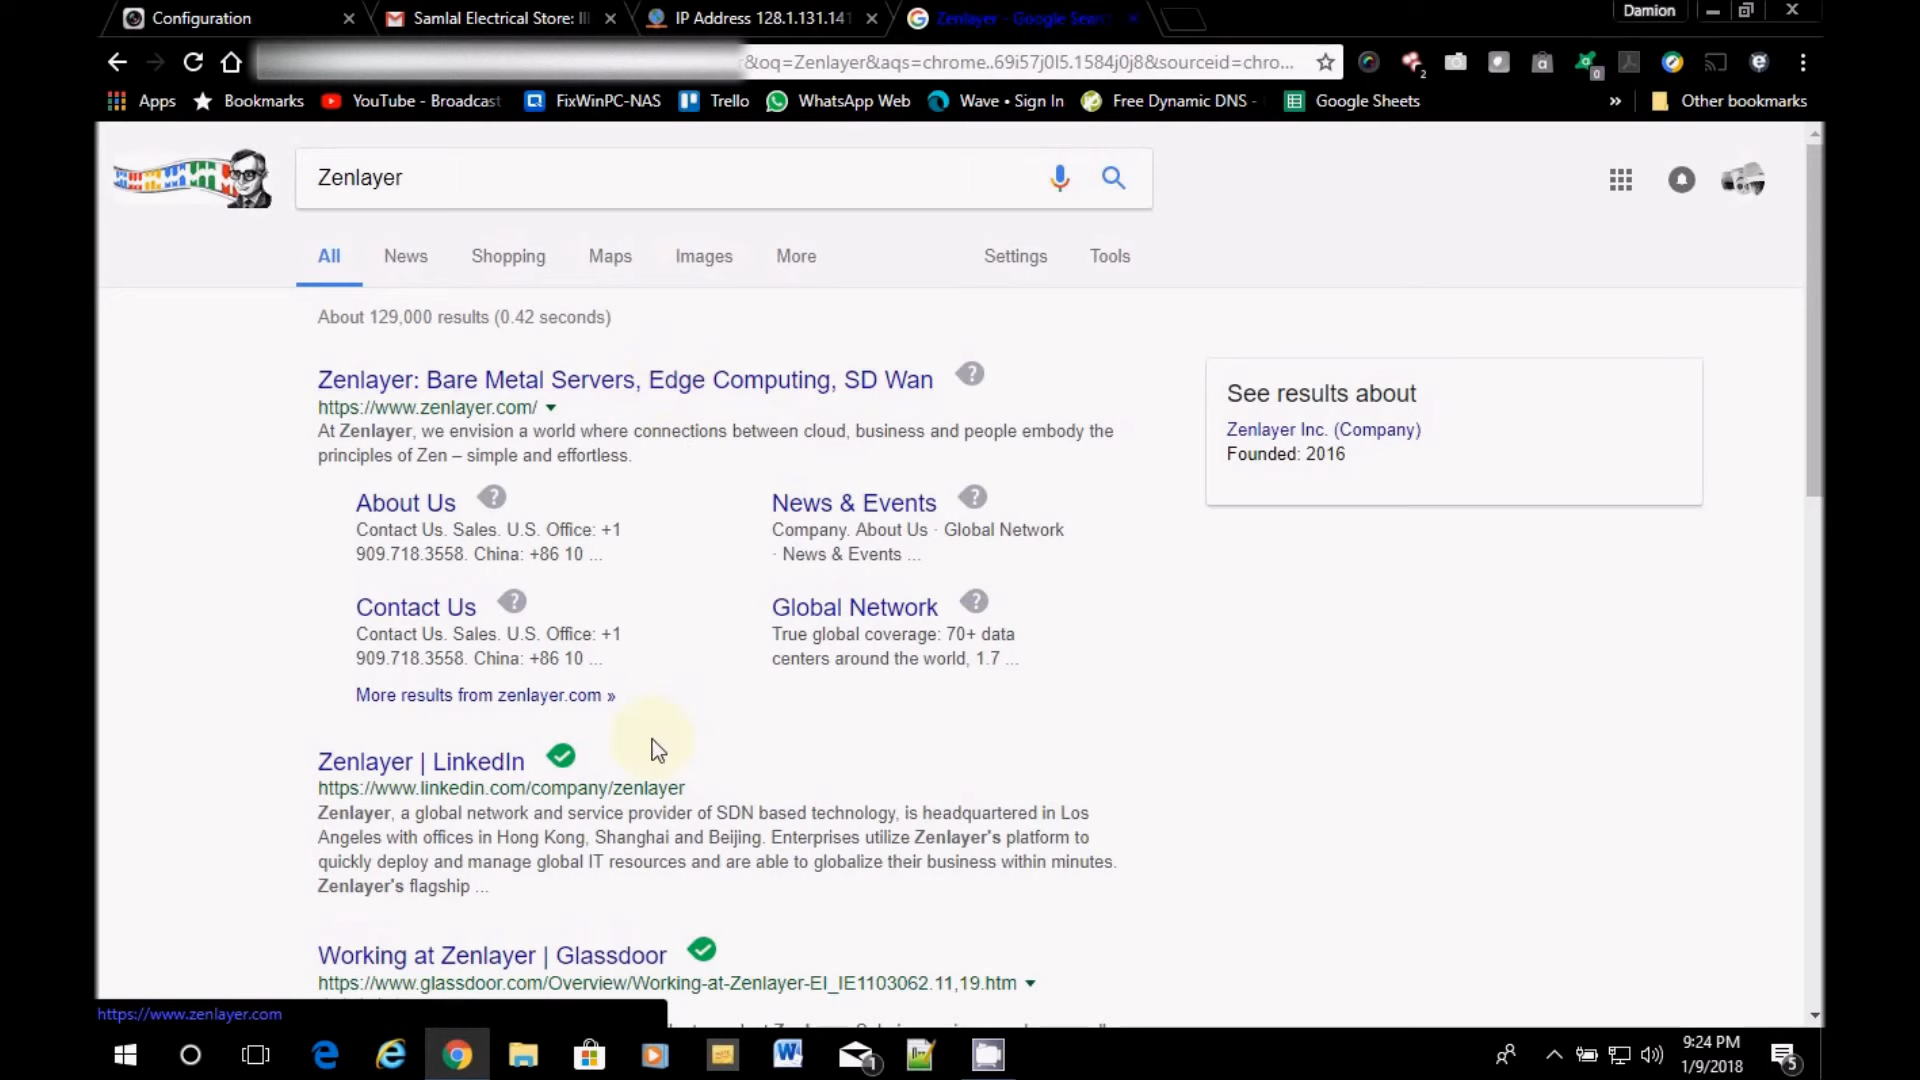 Configuration
Samlal Electrical Store: II
IP Address 128.1.131.141
Zenlayer - Google Sear
Damion
r&oq=Zenlayer&aqs=chrome..69i57j0l5.1584j0j8&sourceid=chro...
2
0
Apps
Bookmarks
YouTube - Broadcast
FixWinPC-NAS
Trello
WhatsApp Web
Wave • Sign In
Free Dynamic DNS -
Google Sheets
»
Other bookmarks
Zenlayer
All
News
Shopping
Maps
Images
More
Settings
Tools
About 129,000 results (0.42 seconds)
Zenlayer: Bare Metal Servers, Edge Computing, SD Wan
https://www.zenlayer.com/
At Zenlayer, we envision a world where connections between cloud, business and people embody the
principles of Zen – simple and effortless.
See results about
Zenlayer Inc. (Company)
Founded: 2016
About Us
Contact Us. Sales. U.S. Office: +1
909.718.3558. China: +86 10 ...
News & Events
Company. About Us · Global Network
· News & Events ...
Contact Us
Contact Us. Sales. U.S. Office: +1
909.718.3558. China: +86 10 ...
Global Network
True global coverage: 70+ data
centers around the world, 1.7 ...
More results from zenlayer.com »
Zenlayer | LinkedIn
https://www.linkedin.com/company/zenlayer
Zenlayer, a global network and service provider of SDN based technology, is headquartered in Los
Angeles with offices in Hong Kong, Shanghai and Beijing. Enterprises utilize Zenlayer's platform to
quickly deploy and manage global IT resources and are able to globalize their business within minutes.
Zenlayer's flagship ...
Working at Zenlayer | Glassdoor
https://www.glassdoor.com/Overview/Working-at-Zenlayer-EI_IE1103062.11,19.htm
https://www.zenlayer.com
1
9:24 PM
1/9/2018
5